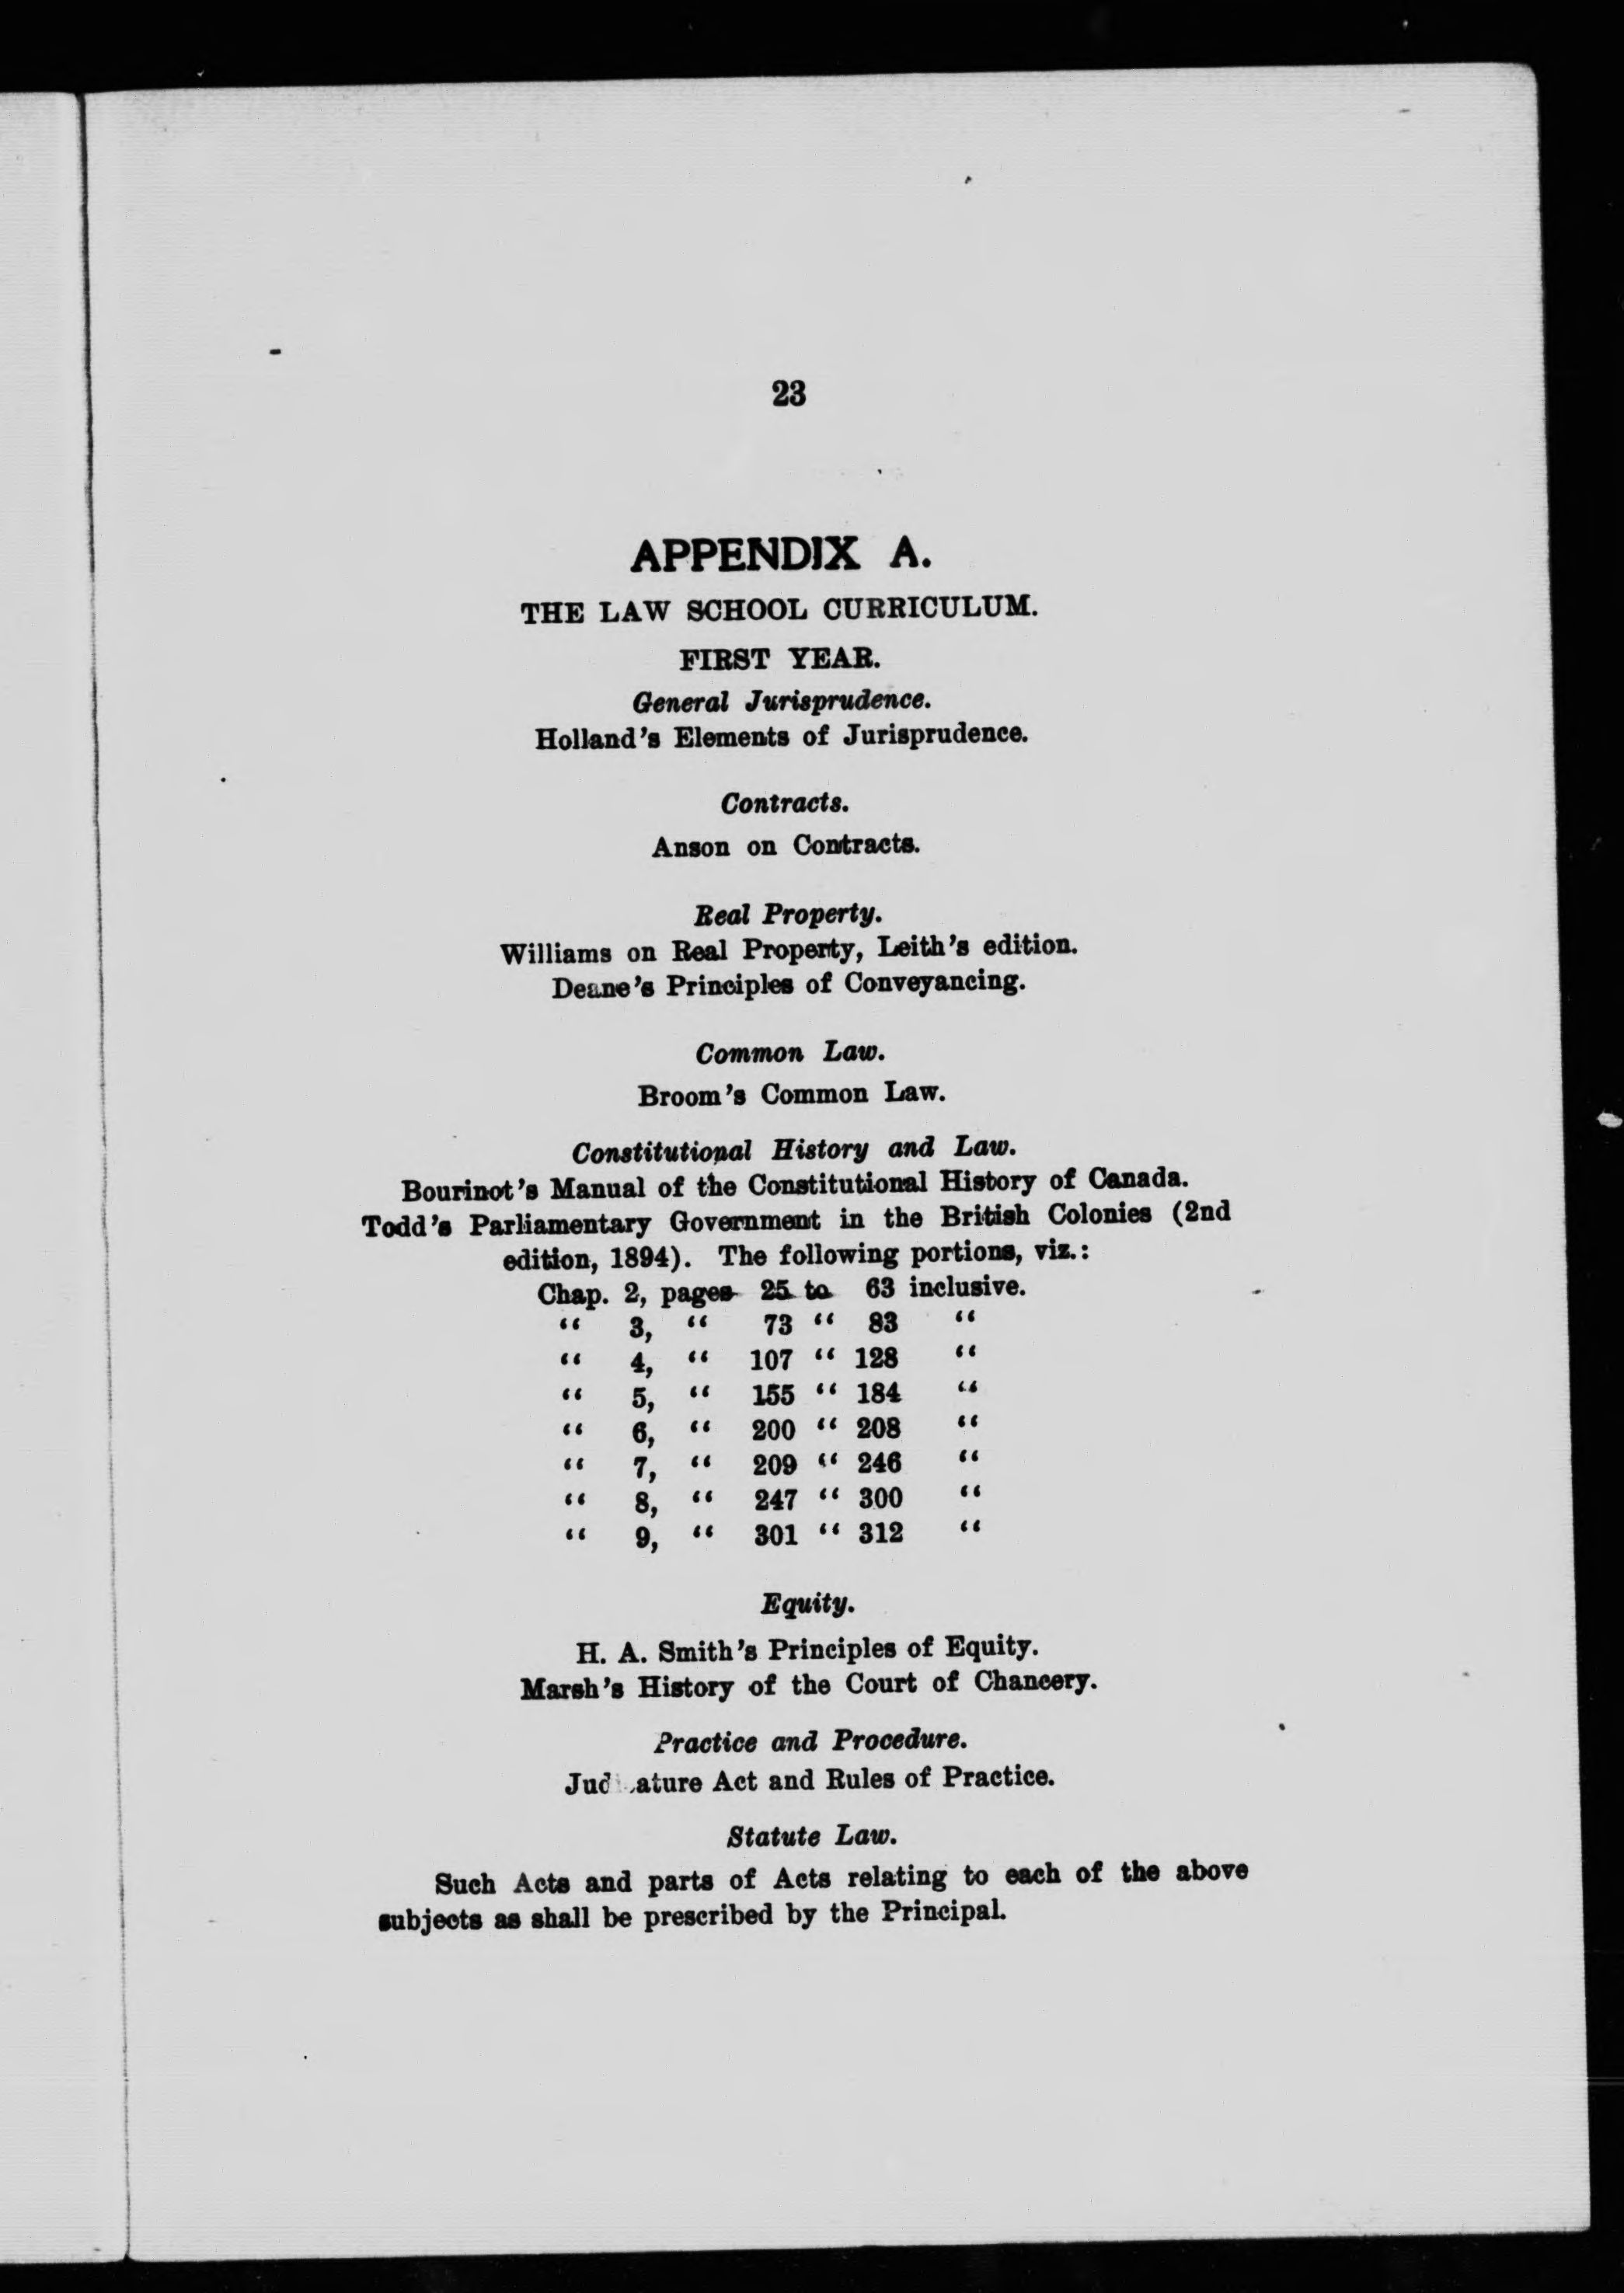 23
APPENDIX A.
THE LAW SCHOOL CURRICULUM.
FIRST YEAR.
General Jurisprudence.
Holland's Elements of Jurisprudence.
Contracts.
Anson on Contracts.
Real Property.
Williams on Real Property, Leith's edition.
Deane's Principles of Conveyancing.
Common Law.
Broom's Common Law.
Constitutional History and Law.
Bourinot's Manual of the Constitutional History of Canada.
Todd's Parliamentary Government in the British Colonies (2nd
edition, 1894). The following portions, viz.:
Chap. 2, pages 25 to 63 inclusive.
“ 3, “ 73 “ 83 “
“ 4, “ 107 “ 128 “
“ 5, “ 155 “ 184 “
“ 6, “ 200 “ 208 “
“ 7, “ 209 “ 246 “
“ 8, “ 247 “ 300 “
“ 9, “ 301 “ 312 “
Equity.
H. A. Smith's Principles of Equity.
Marsh's History of the Court of Chancery.
Practice and Procedure.
Act and Rules of Practice.
Statute Law.
Such Acts and parts of Acts relating to each of the above
subjects as shall be prescribed by the Principal.